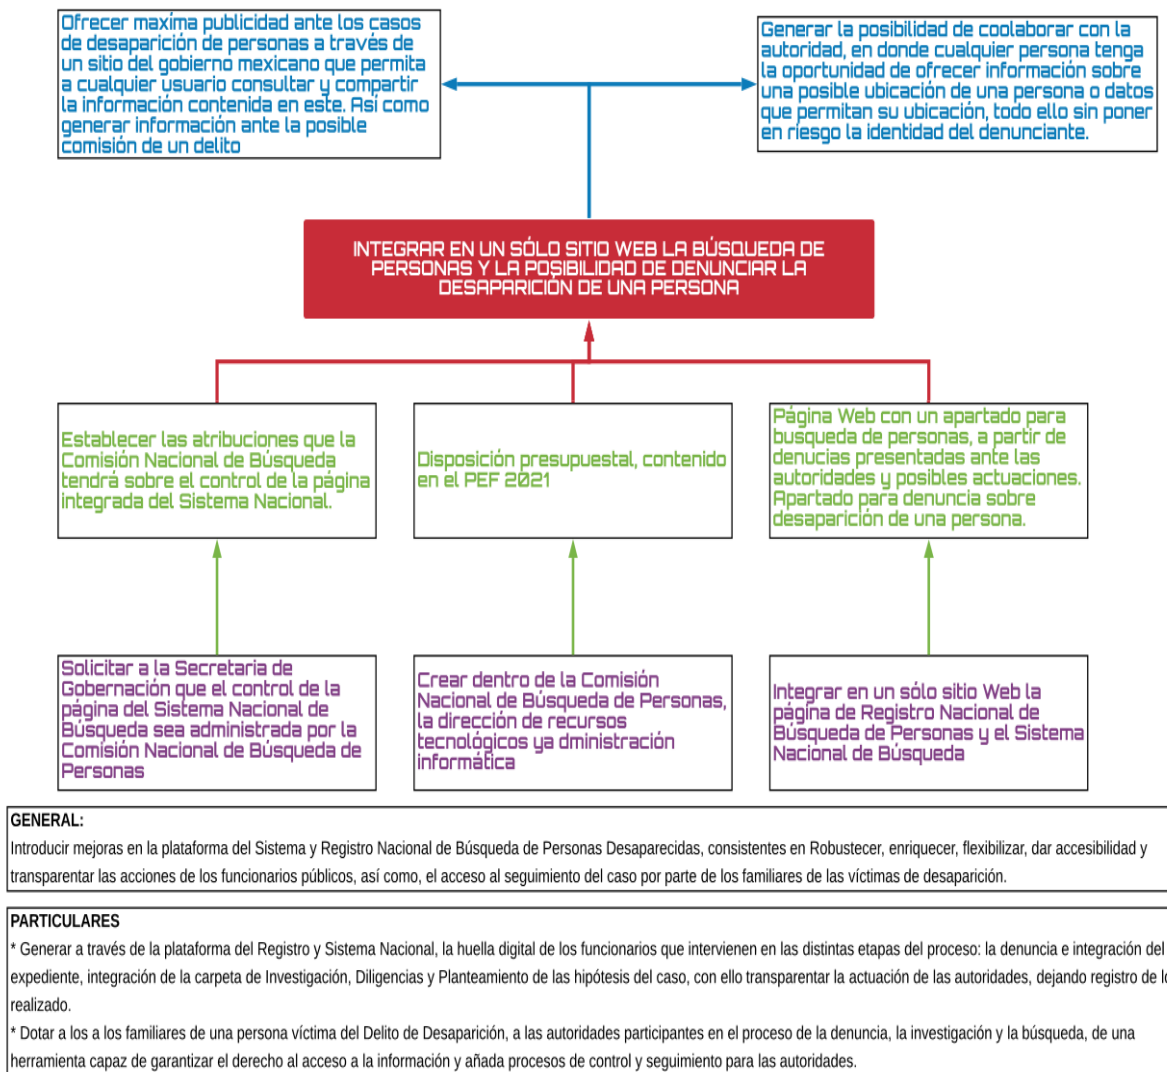 Ofrecer maxíma publicidad ante los casos
de desaparición de personas a través de
un sitio del gobierno mexicano que permita
a cualquier usuario consultar y compartir
la información contenida en este. Así como
generar información ante la posible
comisión de un delito
Generar la posibilidad de coolaborar con la
autoridad, en donde cualquier persona tenga
la oportunidad de ofrecer información sobre
una posible ubicación de una persona o datos
que permitan su ubicación, todo ello sin poner
en riesgo la identidad del denunciante.
INTEGRAR EN UN SÓLO SITIO WEB LA BÚSQUEDA DE
PERSONAS Y LA POSIBILIDAD DE DENUNCIAR LA
DESAPARICIÓN DE UNA PERSONA
Establecer las atribuciones que la
Comisión Nacional de Búsqueda
tendrá sobre el control de la página
integrada del Sistema Nacional.
Disposición presupuestal, contenido
en el PEF 2021
Página Web con un apartado para
busqueda de personas, a partir de
denucias presentadas ante las
autoridades y posibles actuaciones.
Apartado para denuncia sobre
desaparición de una persona.
Solicitar a la Secretaria de
Gobernación que el control de la
página del Sistema Nacional de
Búsqueda sea administrada por la
Comisión Nacional de Búsqueda de
Personas
Crear dentro de la Comisión
Nacional de Búsqueda de Personas,
la dirección de recursos
tecnológicos ya dministración
informática
Integrar en un sólo sitio Web la
página de Registro Nacional de
Búsqueda de Personas y el Sistema
Nacional de Búsqueda
GENERAL:
Introducir mejoras en la plataforma del Sistema y Registro Nacional de Búsqueda de Personas Desaparecidas, consistentes en Robustecer, enriquecer, flexibilizar, dar accesibilidad y
transparentar las acciones de los funcionarios públicos, así como, el acceso al seguimiento del caso por parte de los familiares de las víctimas de desaparición.
PARTICULARES
* Generar a través de la plataforma del Registro y Sistema Nacional, la huella digital de los funcionarios que intervienen en las distintas etapas del proceso: la denuncia e integración del
expediente, integración de la carpeta de Investigación, Diligencias y Planteamiento de las hipótesis del caso, con ello transparentar la actuación de las autoridades, dejando registro de lo
realizado.
* Dotar a los a los familiares de una persona víctima del Delito de Desaparición, a las autoridades participantes en el proceso de la denuncia, la investigación y la búsqueda, de una
herramienta capaz de garantizar el derecho al acceso a la información y añada procesos de control y seguimiento para las autoridades.